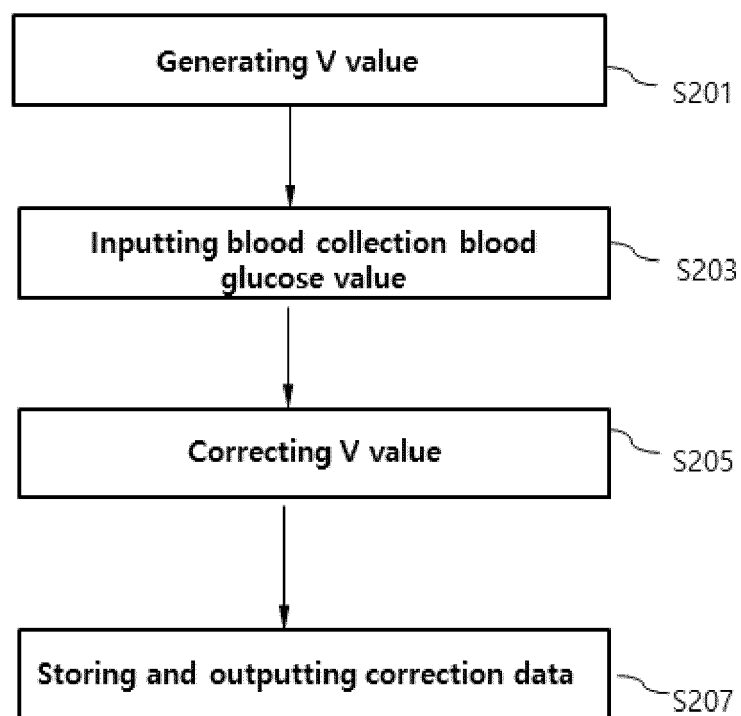 Generating V value
S201
Inputting blood collection blood
glucose value
S203
Correcting V value
S205
Storing and outputting correction data
S207